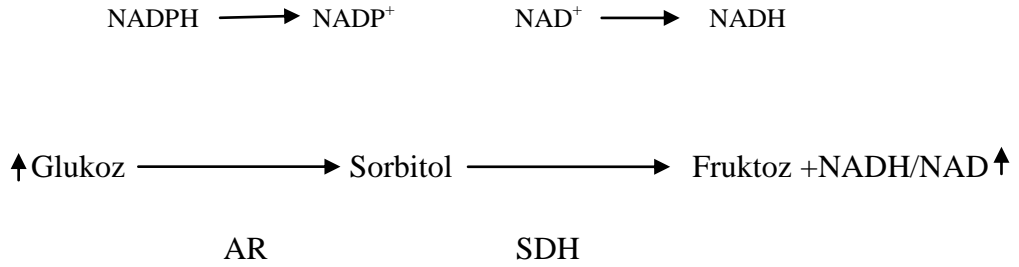 NADPH → NADP⁺ NAD⁺ → NADH
↑Glukoz → Sorbitol → Fruktoz +NADH/NAD↑
AR SDH